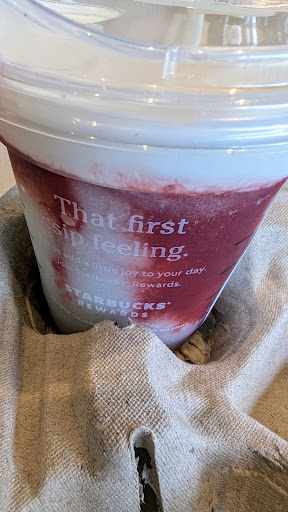 That first
sip feeling.
add a little joy to your day.
Starbucks® Rewards.
STARBUCKS®
REWARDS